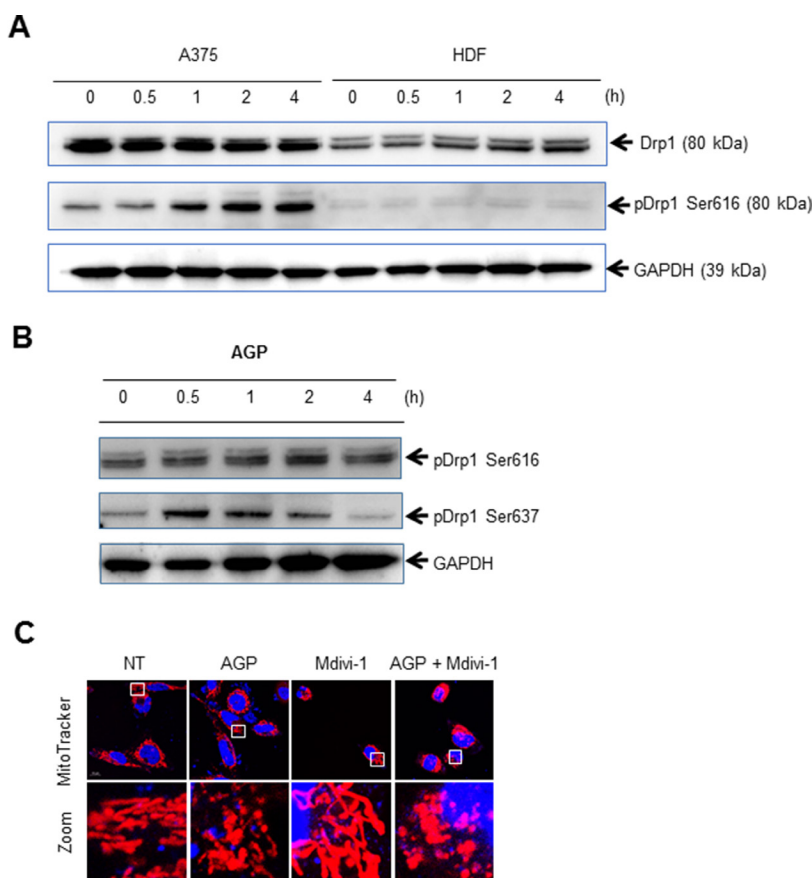 A
A375 HDF
0 0.5 1 2 4 0 0.5 1 2 4 (h)
Drp1 (80 kDa)
pDrp1 Ser616 (80 kDa)
GAPDH (39 kDa)
B
AGP
0 0.5 1 2 4 (h)
pDrp1 Ser616
pDrp1 Ser637
GAPDH
C
NT AGP Mdivi-1 AGP + Mdivi-1
MitoTracker
Zoom